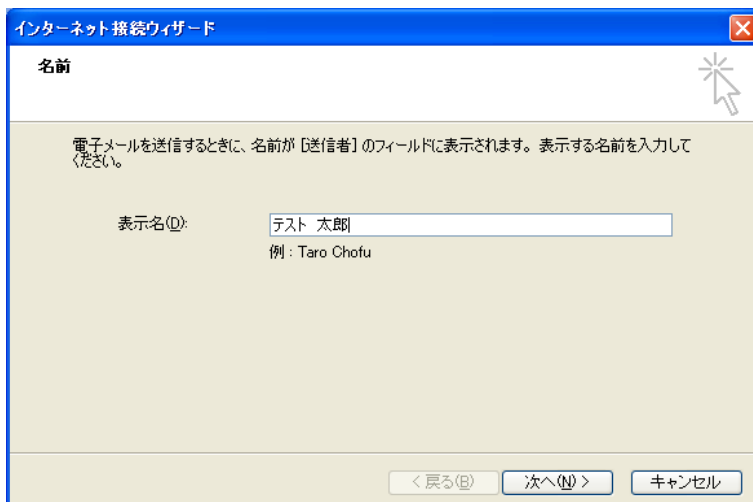 インターネット接続ウィザード
名前
電子メールを送信するときに、名前が [送信者] のフィールドに表示されます。表示する名前を入力して
ください。
表示名(D): テスト 太郎
例 : Taro Chofu
< 戻る(B) 次へ(N) > キャンセル